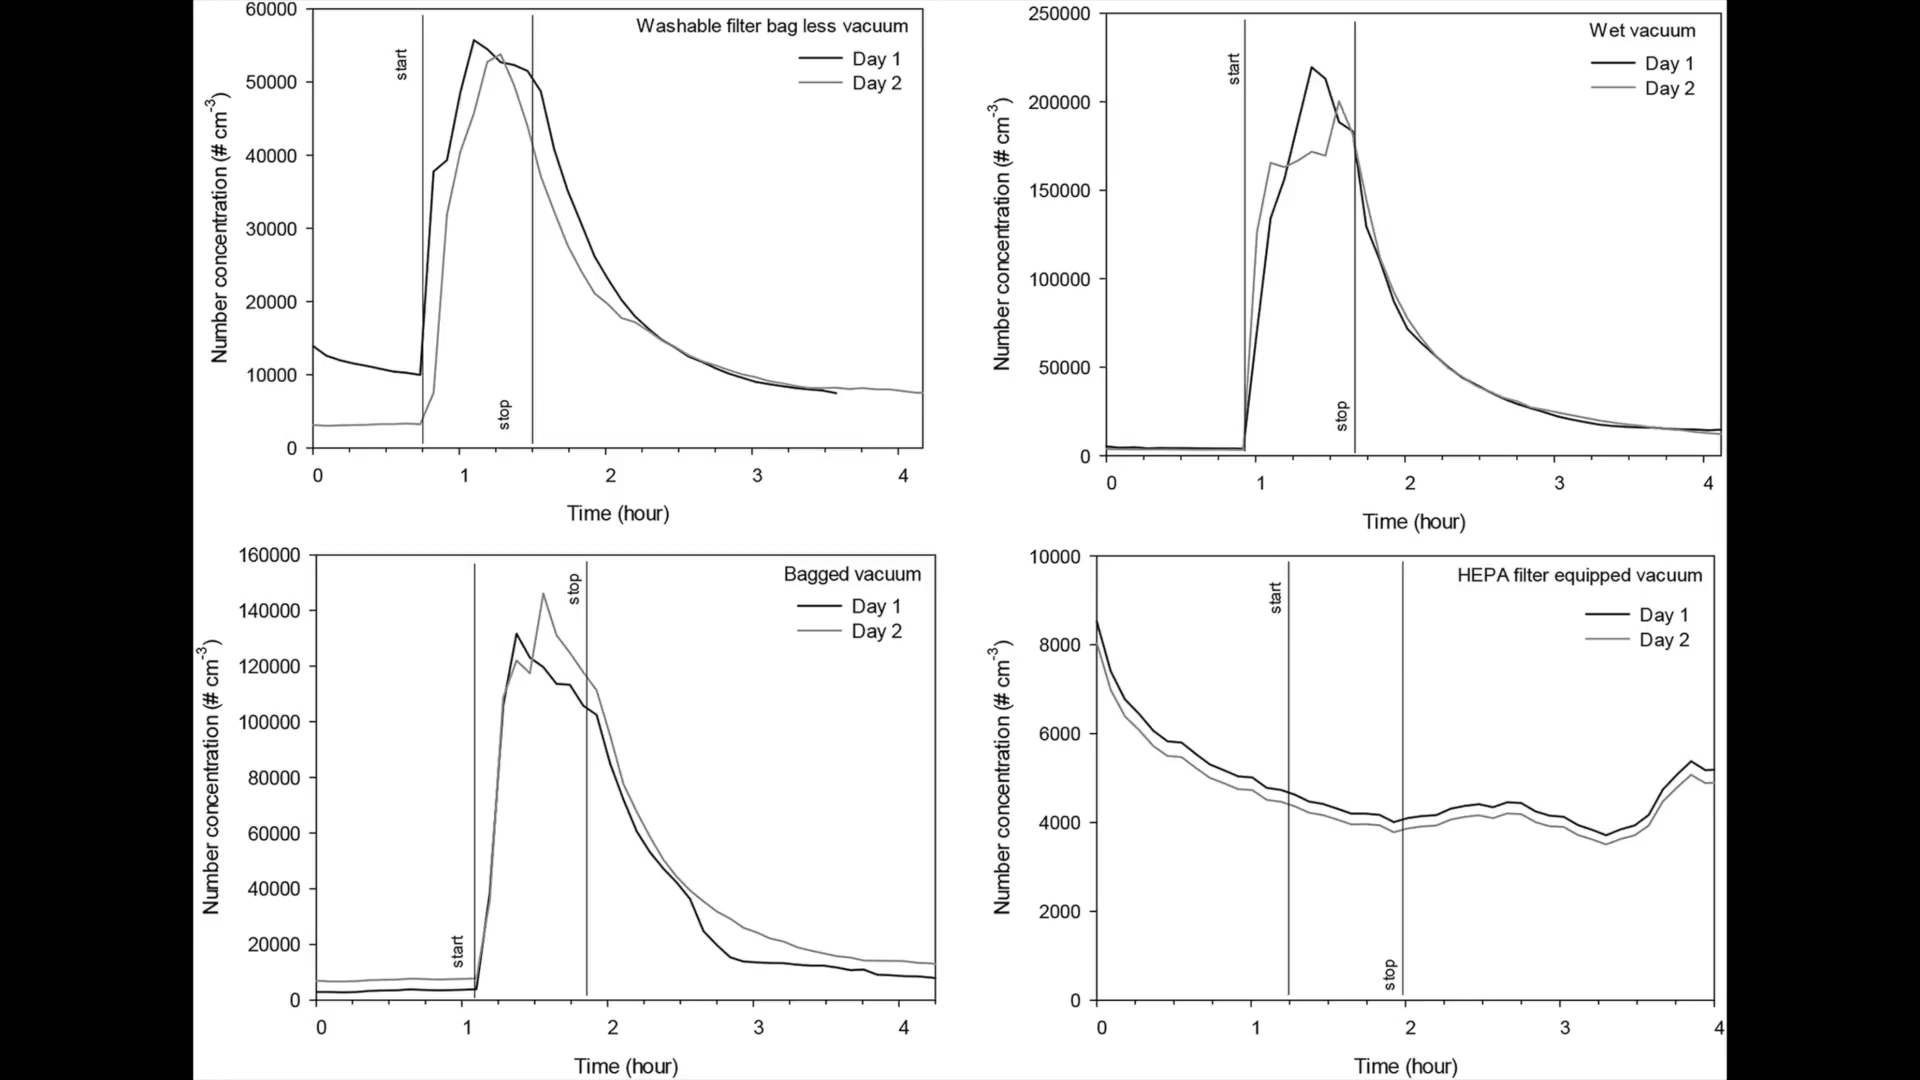 Washable filter bag less vacuum
Day 1
Day 2
start
stop
Number concentration (# cm-3)
60000
50000
40000
30000
20000
10000
0
0 1 2 3 4
Time (hour)
Wet vacuum
Day 1
Day 2
start
stop
Number concentration (# cm-3)
250000
200000
150000
100000
50000
0
0 1 2 3 4
Time (hour)
Bagged vacuum
Day 1
Day 2
start
stop
Number concentration (# cm-3)
160000
140000
120000
100000
80000
60000
40000
20000
0
0 1 2 3 4
Time (hour)
HEPA filter equipped vacuum
Day 1
Day 2
start
stop
Number concentration (# cm-3)
10000
8000
6000
4000
2000
0
0 1 2 3 4
Time (hour)